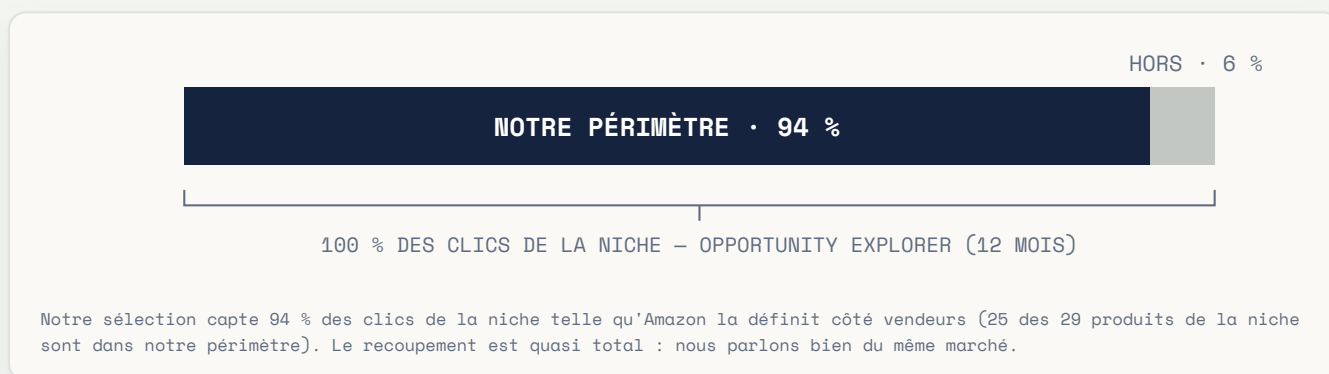 HORS · 6 %
NOTRE PÉRIMÈTRE · 94 %
100 % DES CLICS DE LA NICHE — OPPORTUNITY EXPLORER (12 MOIS)
Notre sélection capte 94 % des clics de la niche telle qu'Amazon la définit côté vendeurs (25 des 29 produits de la niche
sont dans notre périmètre). Le recoupement est quasi total : nous parlons bien du même marché.